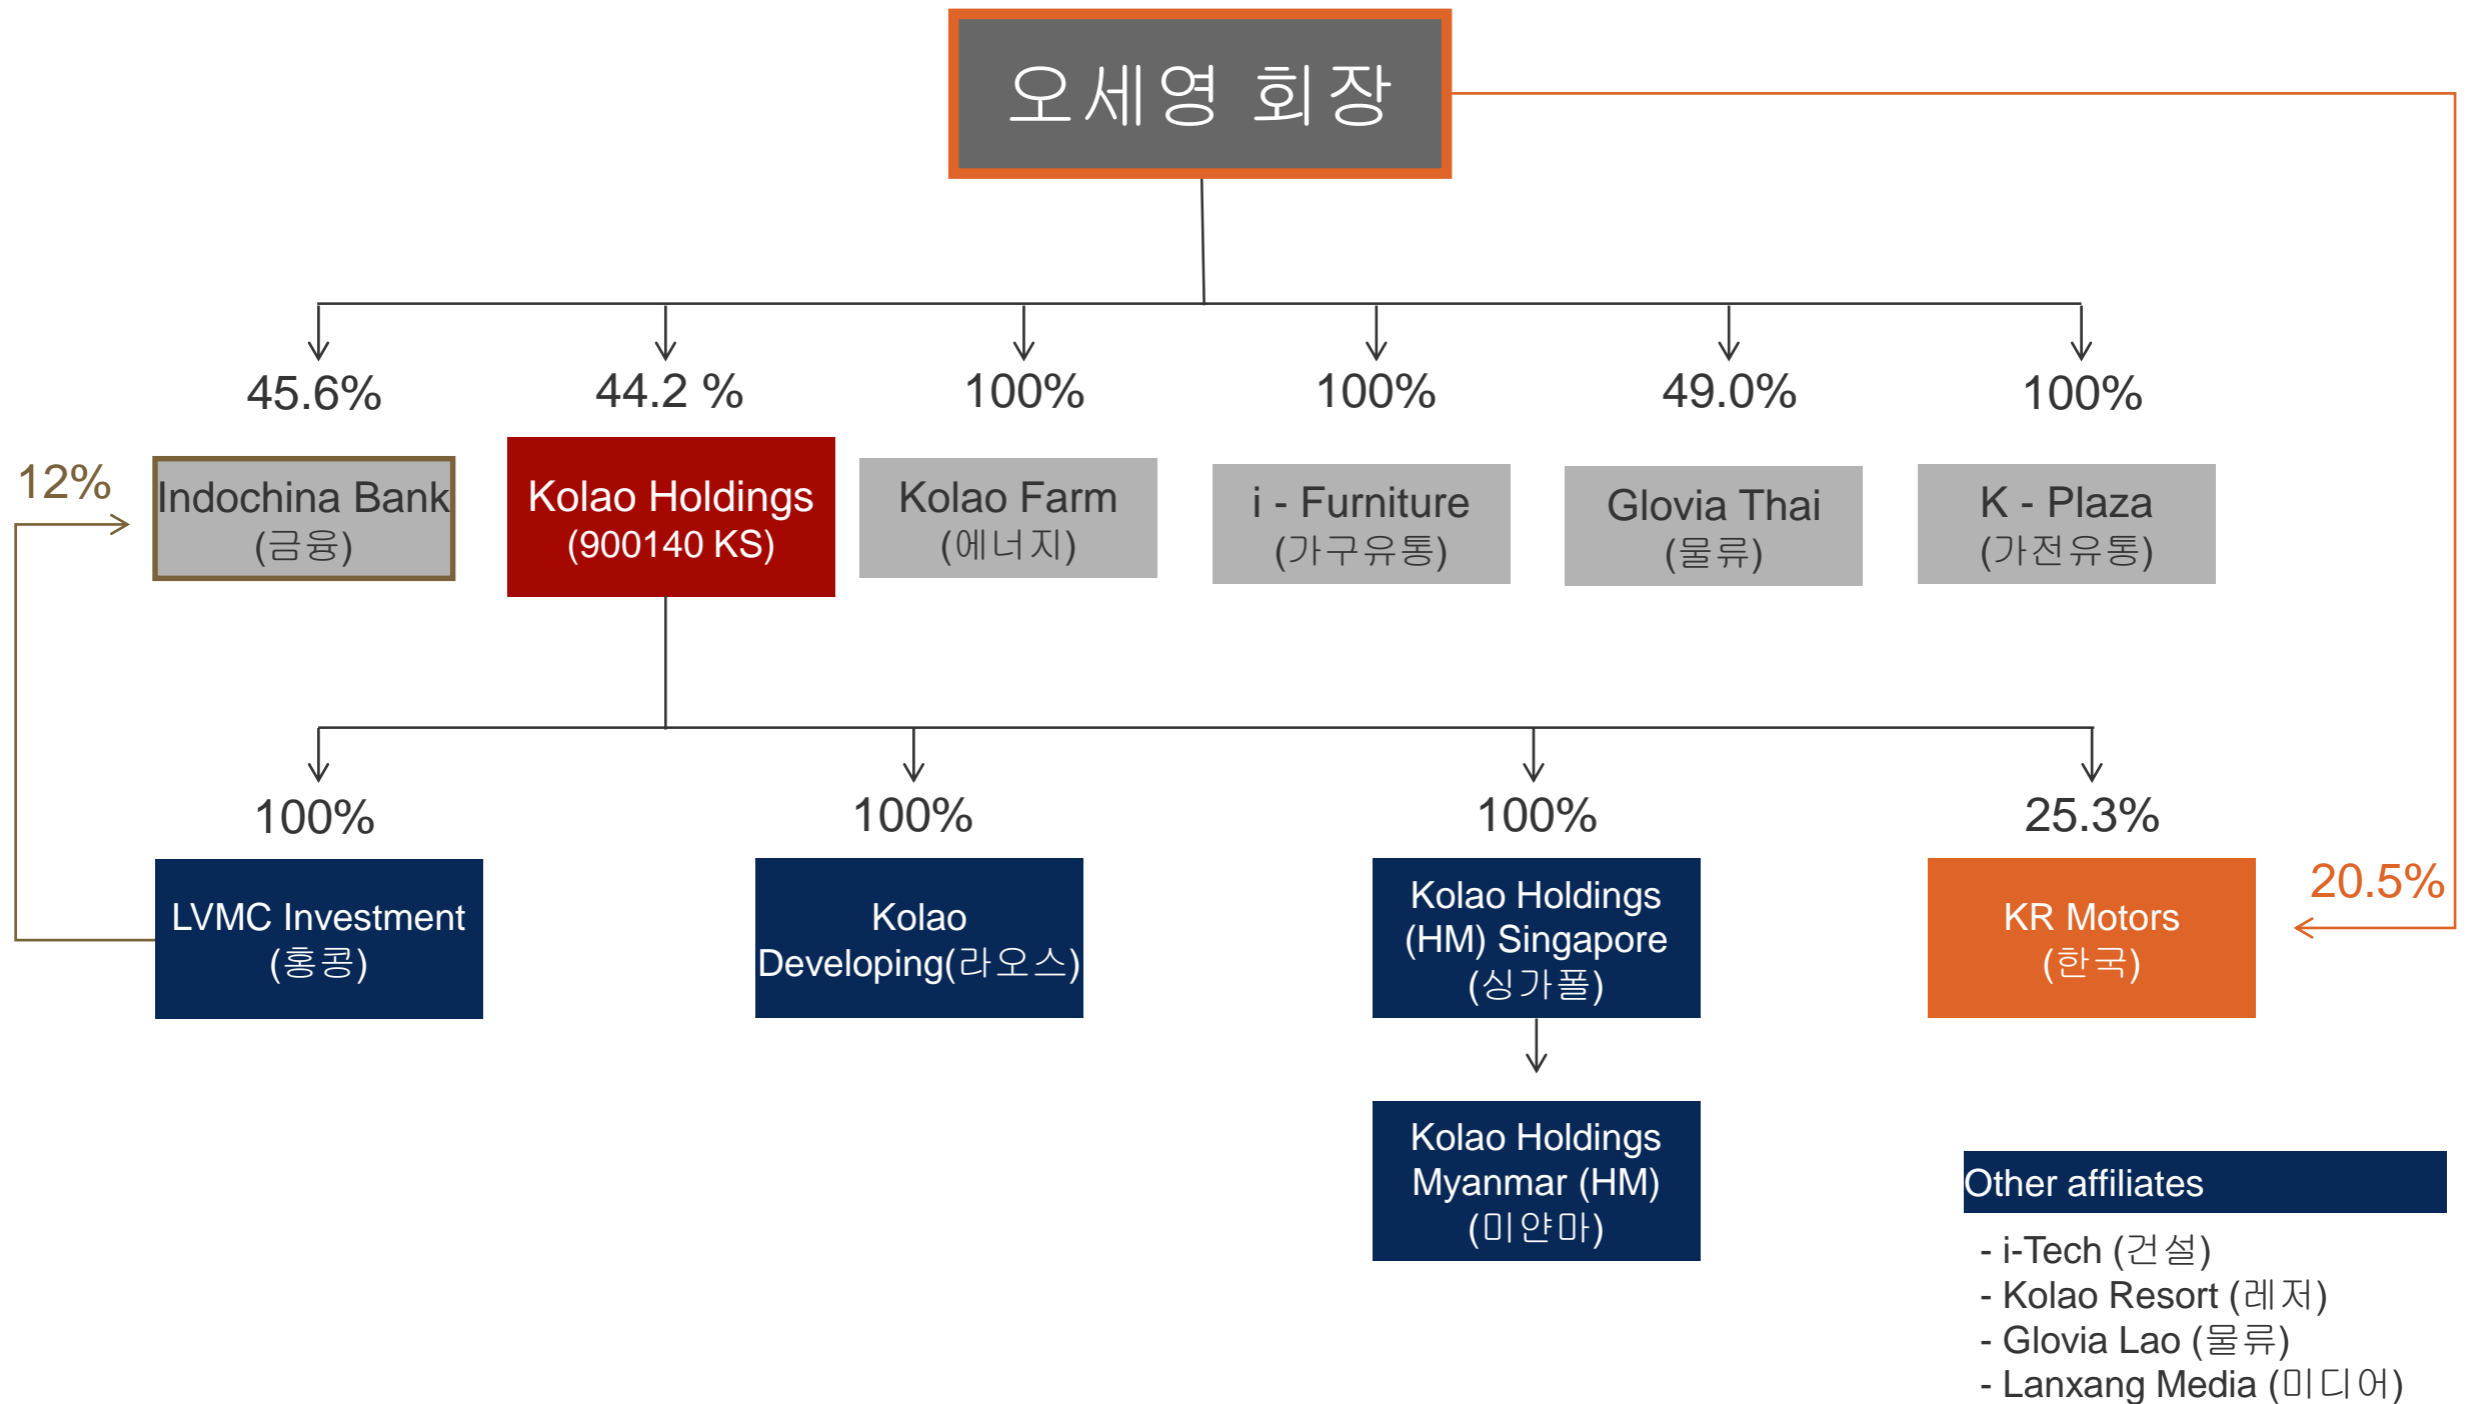 오세영 회장
45.6%
44.2 %
100%
100%
49.0%
100%
12%
Indochina Bank
(금융)
Kolao Holdings
(900140 KS)
Kolao Farm
(에너지)
i - Furniture
(가구유통)
Glovia Thai
(물류)
K - Plaza
(가전유통)
100%
100%
100%
25.3%
20.5%
LVMC Investment
(홍콩)
Kolao
Developing(라오스)
Kolao Holdings
(HM) Singapore
(싱가폴)
KR Motors
(한국)
Kolao Holdings
Myanmar (HM)
(미얀마)
Other affiliates
- i-Tech (건설)
- Kolao Resort (레저)
- Glovia Lao (물류)
- Lanxang Media (미디어)